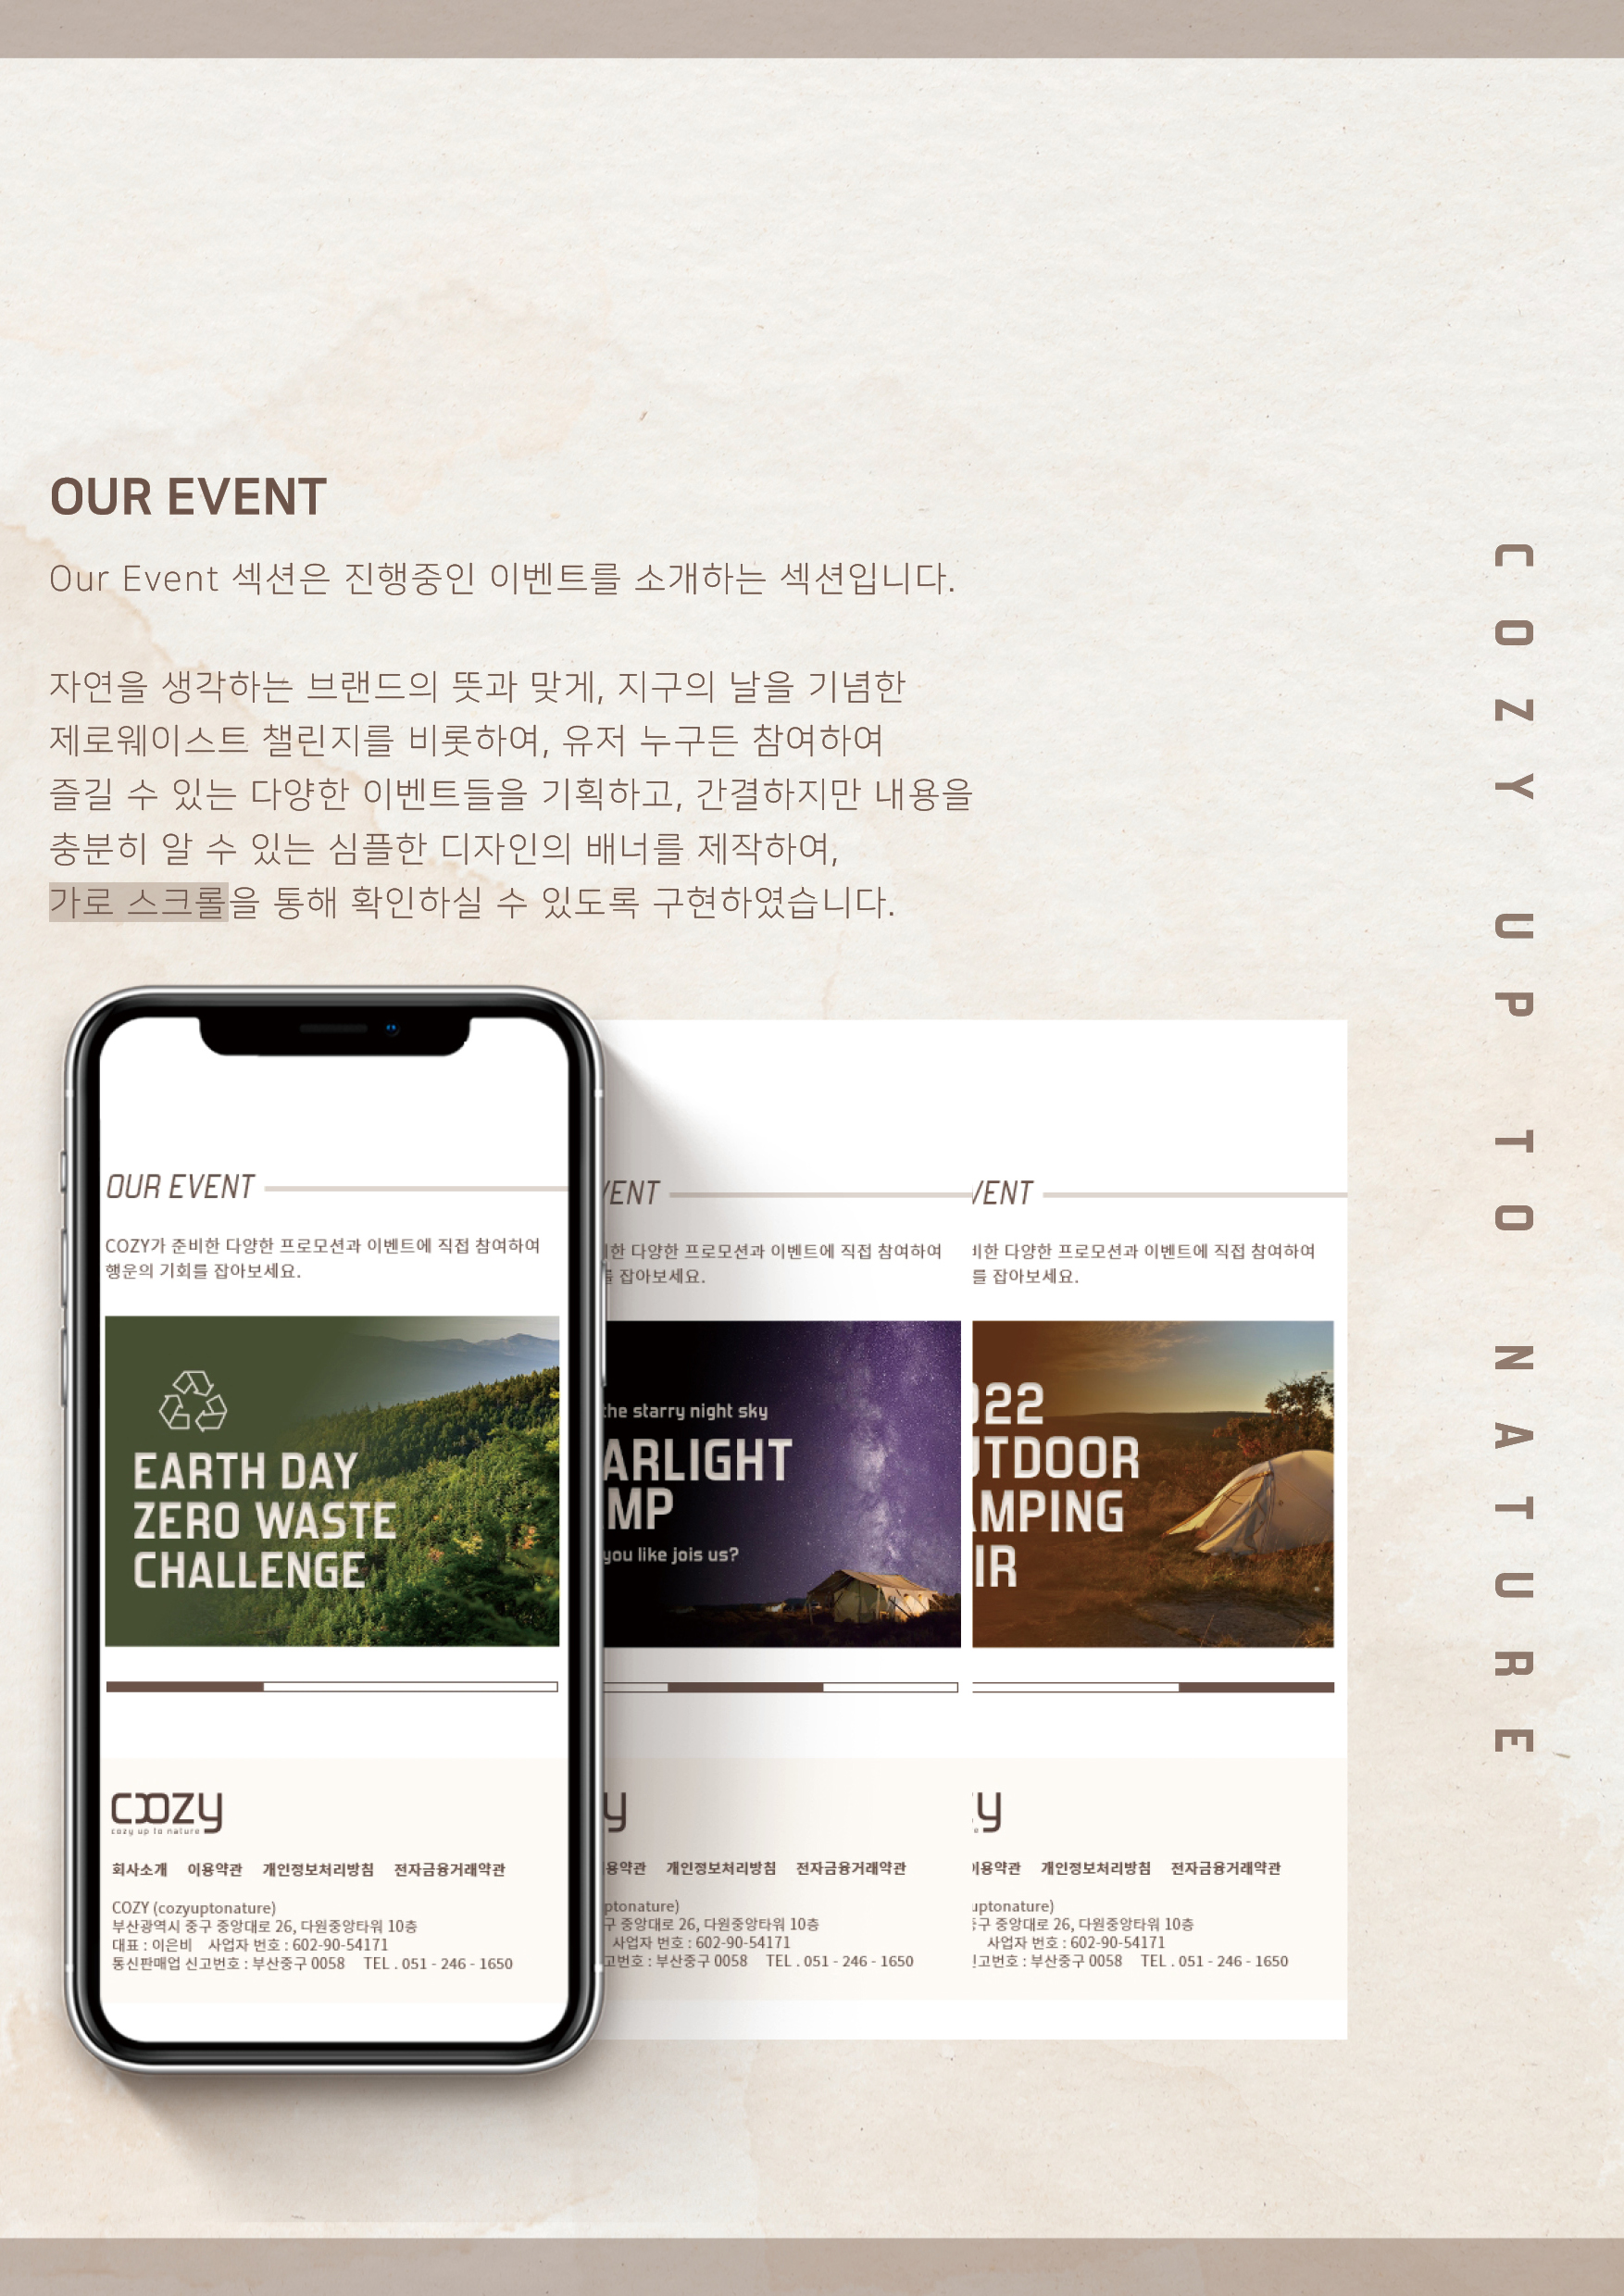 OUR EVENT
Our Event 섹션은 진행중인 이벤트를 소개하는 섹션입니다.
자연을 생각하는 브랜드의 뜻과 맞게, 지구의 날을 기념한
제로웨이스트 챌린지를 비롯하여, 유저 누구든 참여하여
즐길 수 있는 다양한 이벤트들을 기획하고, 간결하지만 내용을
충분히 알 수 있는 심플한 디자인의 배너를 제작하여,
가로 스크롤을 통해 확인하실 수 있도록 구현하였습니다.
COZY UP TO NATURE
OUR EVENT
COZY가 준비한 다양한 프로모션과 이벤트에 직접 참여하여
행운의 기회를 잡아보세요.
EARTH DAY
ZERO WASTE
CHALLENGE
cozy
cozy up to nature
회사소개 이용약관 개인정보처리방침 전자금융거래약관
COZY (cozyuptonature)
부산광역시 중구 중앙대로 26, 다원중앙타워 10층
대표 : 이은비 사업자 번호 : 602-90-54171
통신판매업 신고번호 : 부산중구 0058 TEL . 051 - 246 - 1650
VENT
한 다양한 프로모션과 이벤트에 직접 참여하여
를 잡아보세요.
the starry night sky
ARLIGHT
MP
you like jois us?
y
용약관 개인정보처리방침 전자금융거래약관
ptonature)
구 중앙대로 26, 다원중앙타워 10층
사업자 번호 : 602-90-54171
고번호 : 부산중구 0058 TEL . 051 - 246 - 1650
VENT
비한 다양한 프로모션과 이벤트에 직접 참여하여
를 잡아보세요.
022
UTDOOR
AMPING
IR
y
이용약관 개인정보처리방침 전자금융거래약관
uptonature)
중구 중앙대로 26, 다원중앙타워 10층
사업자 번호 : 602-90-54171
신고번호 : 부산중구 0058 TEL . 051 - 246 - 1650